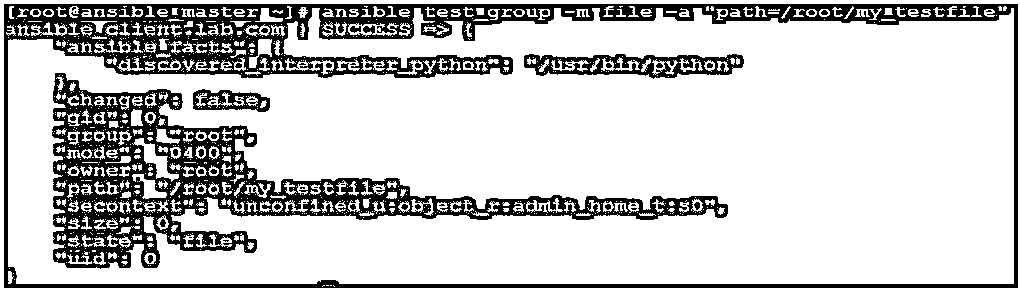 [root@ansible_master ~]# ansible test_group -m file -a "path=/root/my_testfile"
ansible_client.lab.com | SUCCESS => {
    "ansible_facts": {
        "discovered_interpreter_python": "/usr/bin/python"
    },
    "changed": false,
    "gid": 0,
    "group": "root",
    "mode": "0400",
    "owner": "root",
    "path": "/root/my_testfile",
    "secontext": "unconfined_u:object_r:admin_home_t:s0",
    "size": 0,
    "state": "file",
    "uid": 0
}